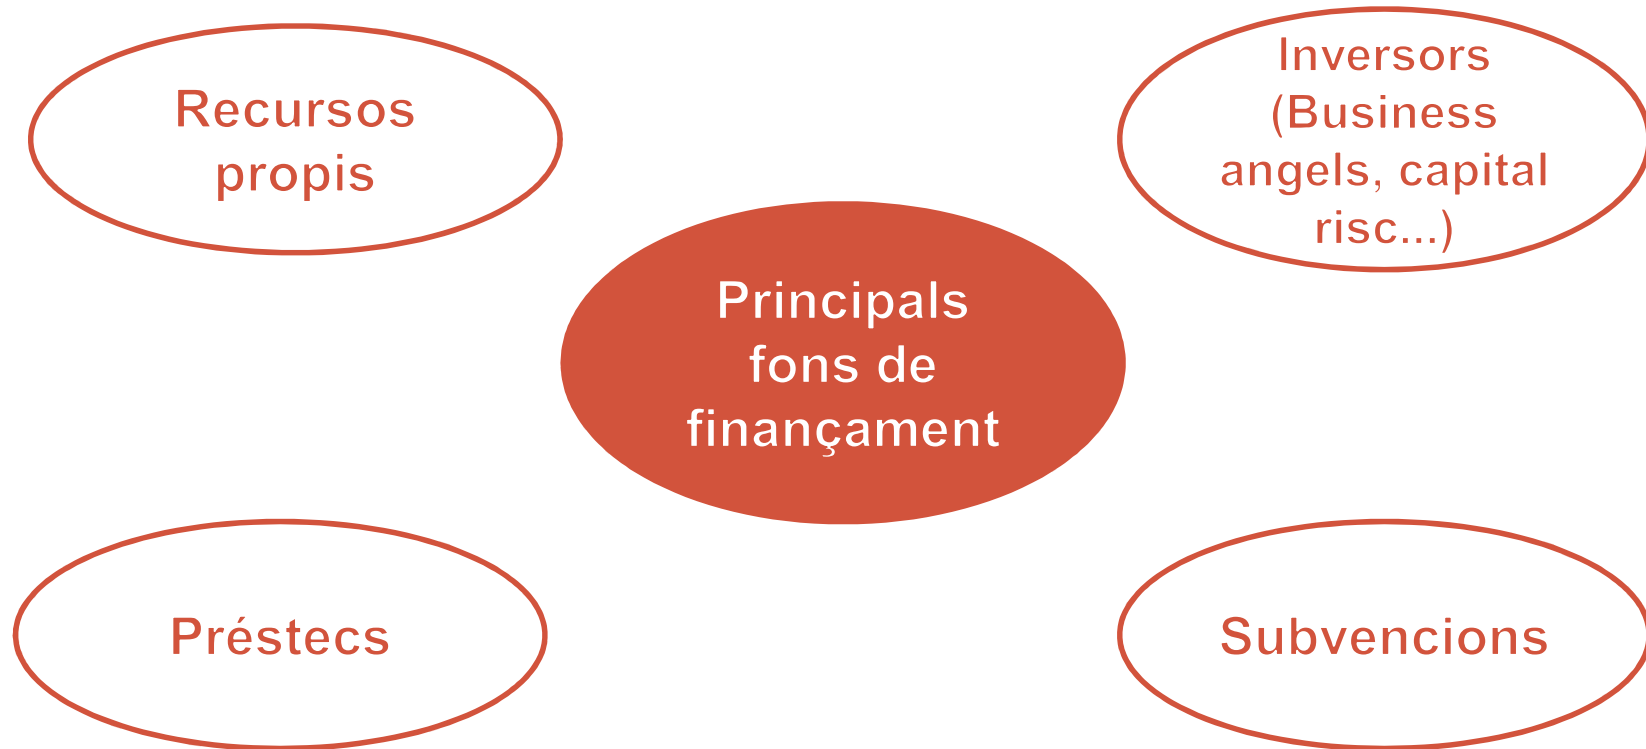 Recursos
propis
Inversors
(Business
angels, capital
risc...)
Principals
fons de
finançament
Préstecs
Subvencions